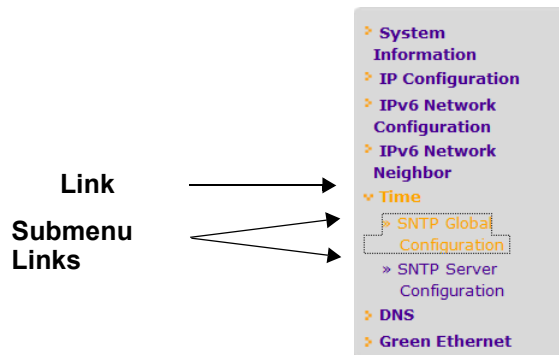 System
Information
IP Configuration
IPv6 Network
Configuration
IPv6 Network
Neighbor
Link
Time
Submenu
Links
» SNTP Global
Configuration
» SNTP Server
Configuration
DNS
Green Ethernet